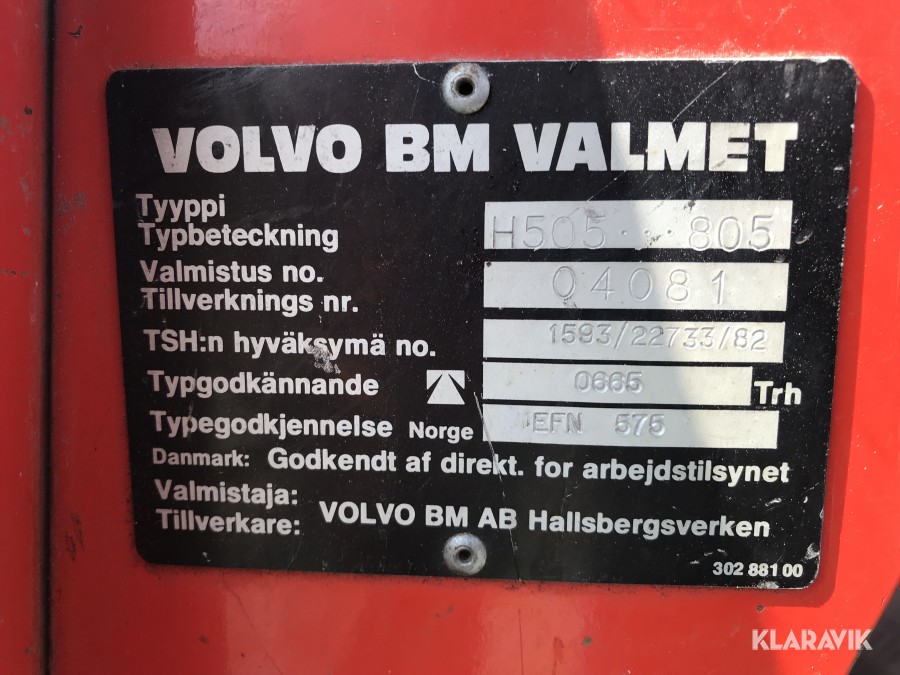 VOLVO BM VALMET
Tyyppi
Typbeteckning H505 · · 805
Valmistus no. 04081
Tillverknings nr.
TSH:n hyväksymä no. 1593/22733/82
Typgodkännande 0665 Trh
Typegodkjennelse Norge EFN 575
Danmark: Godkendt af direkt. for arbejdstilsynet
Valmistaja:
Tillverkare: VOLVO BM AB Hallsbergsverken
302 881 00
KLARAVIK